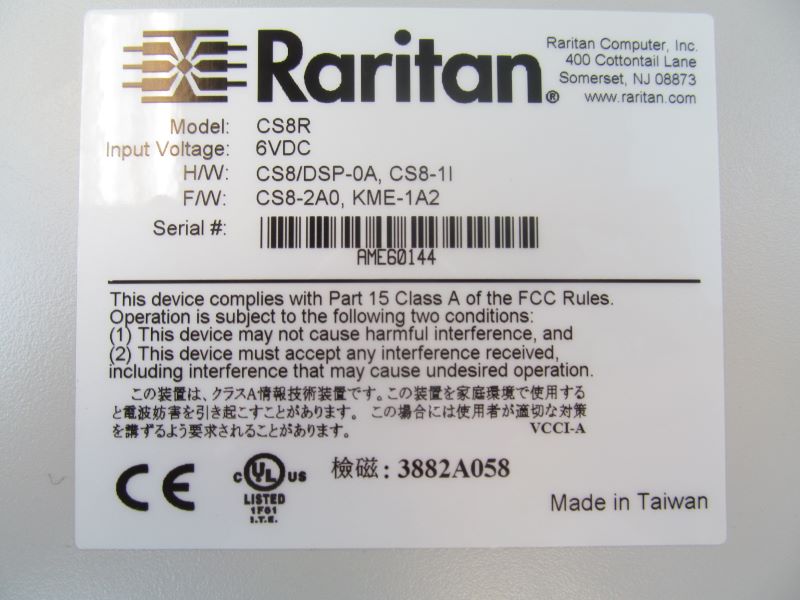 Raritan®
Raritan Computer, Inc.
400 Cottontail Lane
Somerset, NJ 08873
www.raritan.com
Model: CS8R
Input Voltage: 6VDC
H/W: CS8/DSP-0A, CS8-1I
F/W: CS8-2A0, KME-1A2
Serial #:
AME60144
This device complies with Part 15 Class A of the FCC Rules.
Operation is subject to the following two conditions:
(1) This device may not cause harmful interference, and
(2) This device must accept any interference received,
including interference that may cause undesired operation.
この装置は、クラスA情報技術装置です。この装置を家庭環境で使用する
と電波妨害を引き起こすことがあります。 この場合には使用者が適切な対策
を講ずるよう要求されることがあります。 VCCI-A
CE
c UL US
LISTED
1F61
I.T.E.
檢磁 : 3882A058
Made in Taiwan